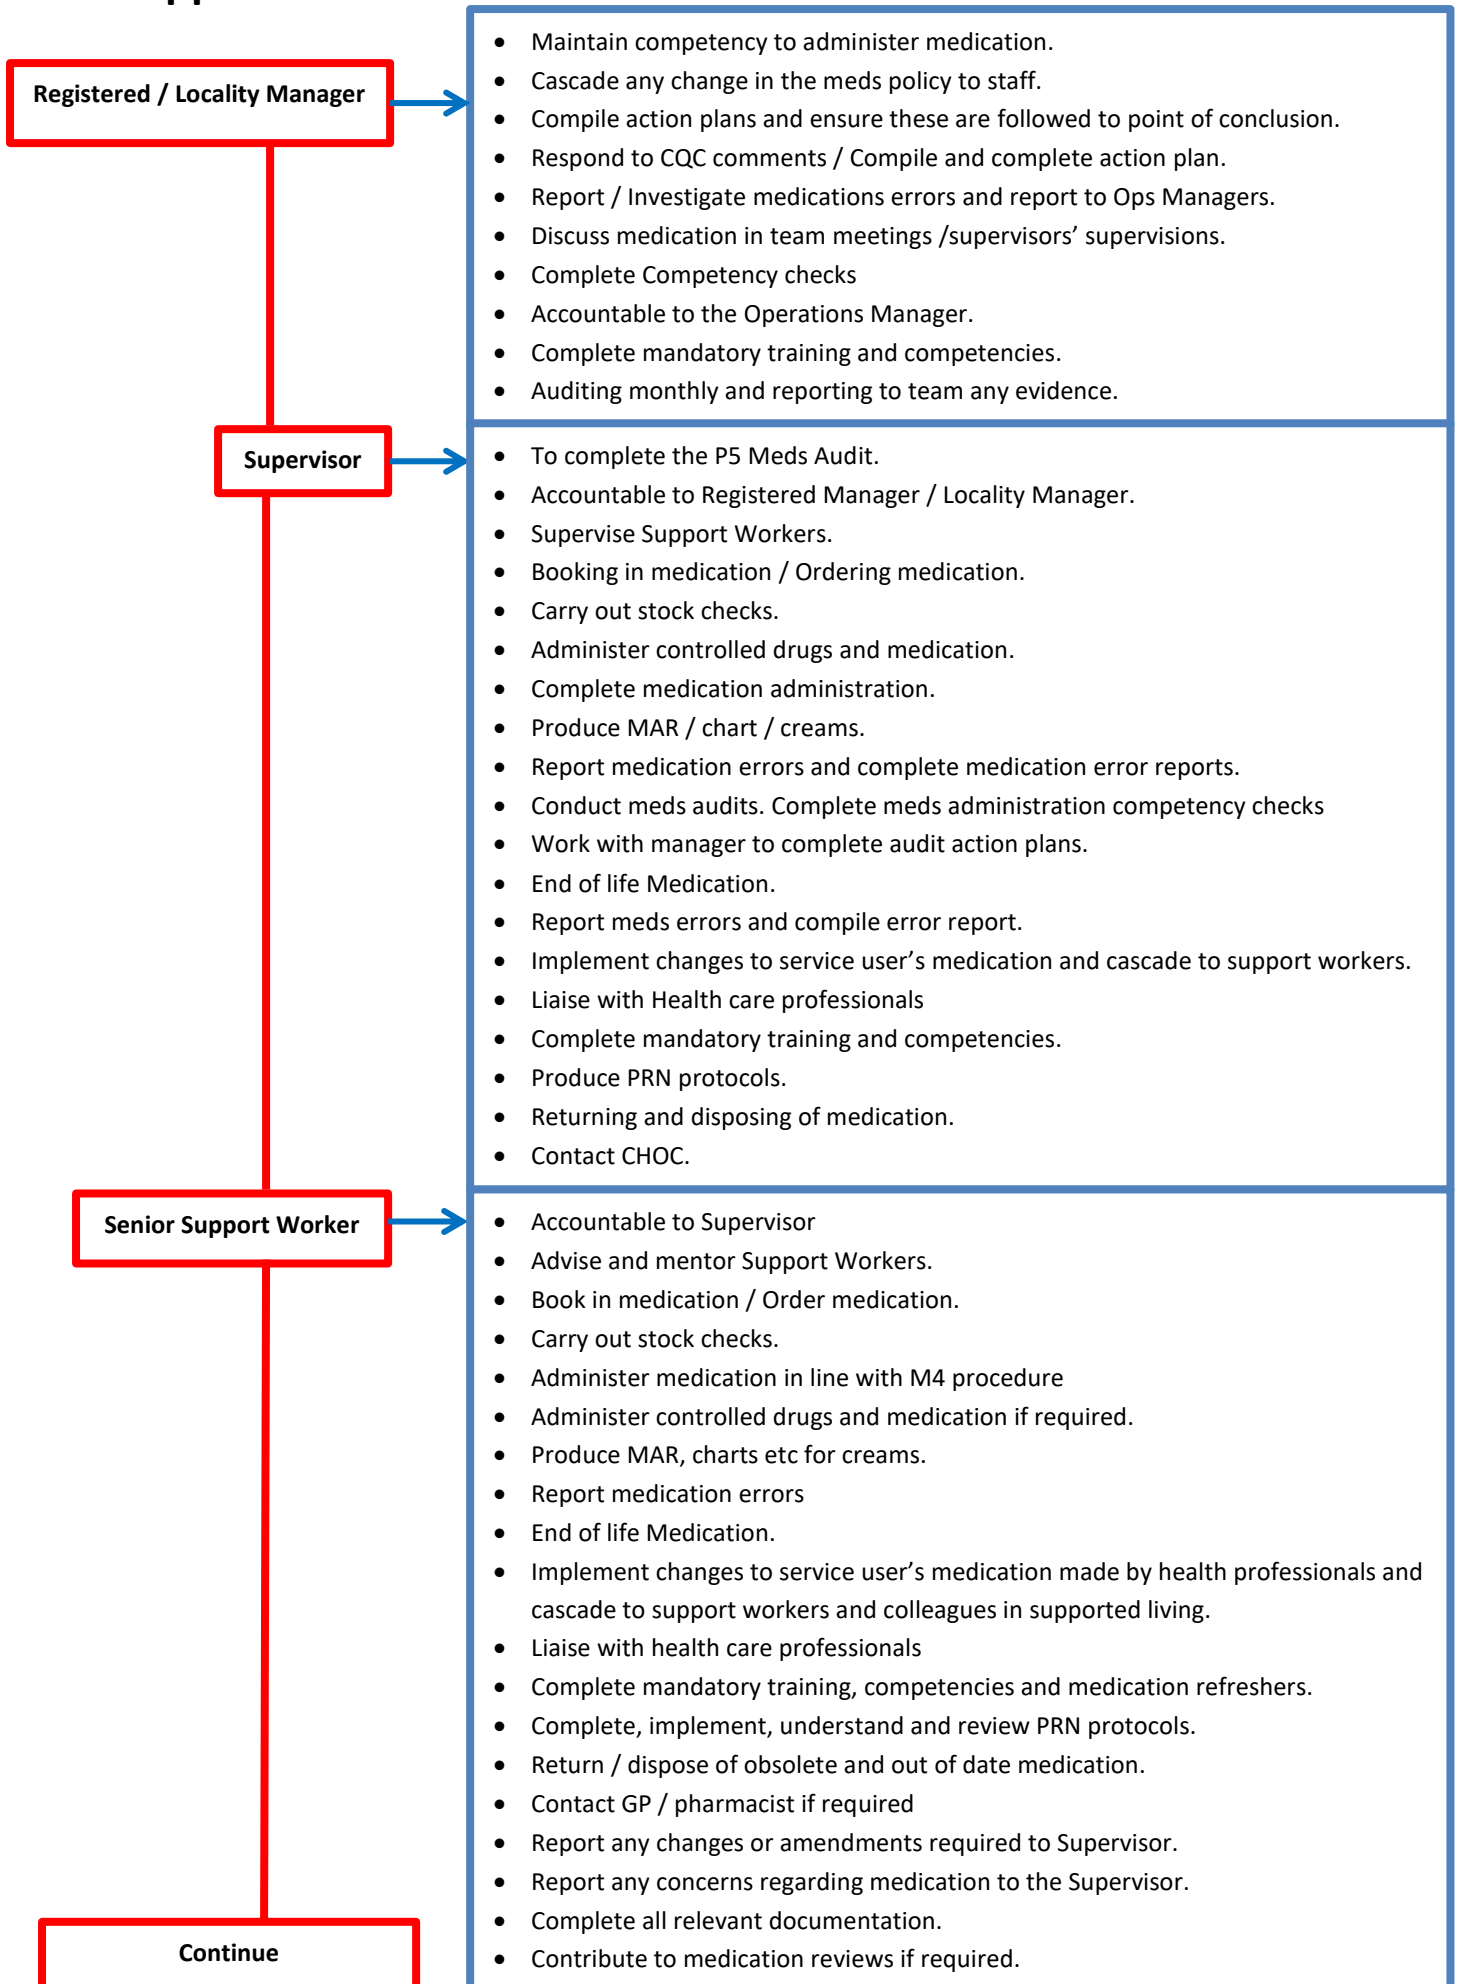 Registered / Locality Manager
• Maintain competency to administer medication.
• Cascade any change in the meds policy to staff.
• Compile action plans and ensure these are followed to point of conclusion.
• Respond to CQC comments / Compile and complete action plan.
• Report / Investigate medications errors and report to Ops Managers.
• Discuss medication in team meetings /supervisors’ supervisions.
• Complete Competency checks
• Accountable to the Operations Manager.
• Complete mandatory training and competencies.
• Auditing monthly and reporting to team any evidence.
Supervisor
• To complete the P5 Meds Audit.
• Accountable to Registered Manager / Locality Manager.
• Supervise Support Workers.
• Booking in medication / Ordering medication.
• Carry out stock checks.
• Administer controlled drugs and medication.
• Complete medication administration.
• Produce MAR / chart / creams.
• Report medication errors and complete medication error reports.
• Conduct meds audits. Complete meds administration competency checks
• Work with manager to complete audit action plans.
• End of life Medication.
• Report meds errors and compile error report.
• Implement changes to service user’s medication and cascade to support workers.
• Liaise with Health care professionals
• Complete mandatory training and competencies.
• Produce PRN protocols.
• Returning and disposing of medication.
• Contact CHOC.
Senior Support Worker
• Accountable to Supervisor
• Advise and mentor Support Workers.
• Book in medication / Order medication.
• Carry out stock checks.
• Administer medication in line with M4 procedure
• Administer controlled drugs and medication if required.
• Produce MAR, charts etc for creams.
• Report medication errors
• End of life Medication.
• Implement changes to service user’s medication made by health professionals and
cascade to support workers and colleagues in supported living.
• Liaise with health care professionals
• Complete mandatory training, competencies and medication refreshers.
• Complete, implement, understand and review PRN protocols.
• Return / dispose of obsolete and out of date medication.
• Contact GP / pharmacist if required
• Report any changes or amendments required to Supervisor.
• Report any concerns regarding medication to the Supervisor.
• Complete all relevant documentation.
• Contribute to medication reviews if required.
Continue